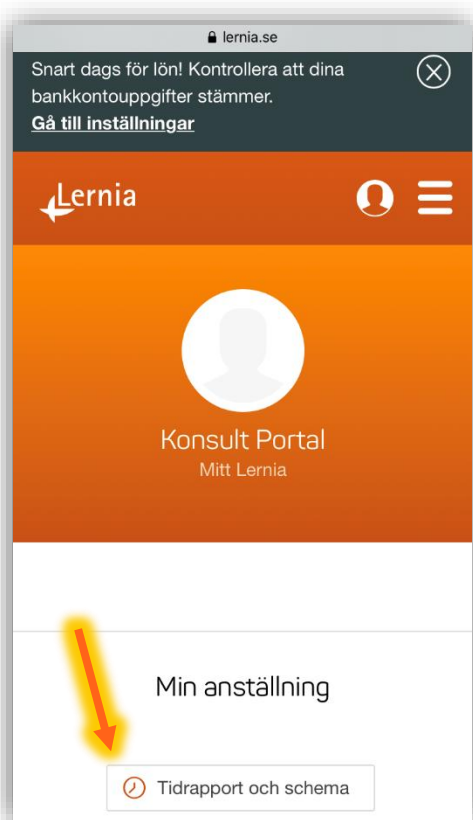 lernia.se
Snart dags för lön! Kontrollera att dina
bankkontouppgifter stämmer.
Gå till inställningar
Lernia
Konsult Portal
Mitt Lernia
Min anställning
Tidrapport och schema